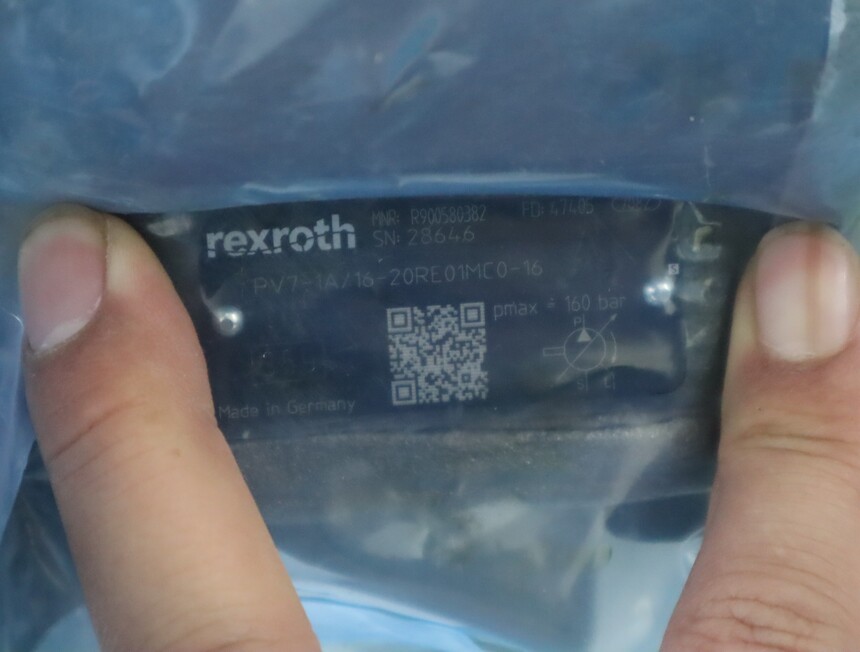 rexroth
MNR: R900580382
FD: 47405
SN: 28646
PV7-1A/16-20RE01MC0-16
pmax = 160 bar
P
S L
Made in Germany